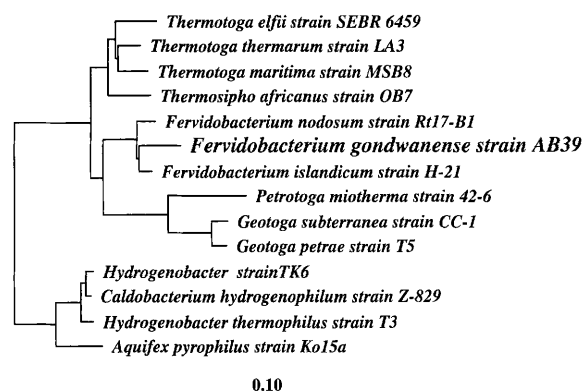 Thermotoga elfii strain SEBR 6459
Thermotoga thermarum strain LA3
Thermotoga maritima strain MSB8
Thermosipho africanus strain OB7
Fervidobacterium nodosum strain Rt17-B1
Fervidobacterium gondwanense strain AB39
Fervidobacterium islandicum strain H-21
Petrotoga miotherma strain 42-6
Geotoga subterranea strain CC-1
Geotoga petrae strain T5
Hydrogenobacter strainTK6
Caldobacterium hydrogenophilum strain Z-829
Hydrogenobacter thermophilus strain T3
Aquifex pyrophilus strain Ko15a
0.10